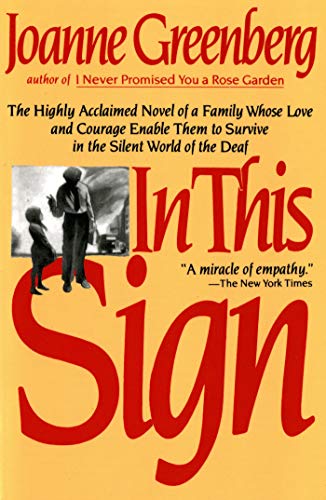 Joanne Greenberg
author of I Never Promised You a Rose Garden
The Highly Acclaimed Novel of a Family Whose Love
and Courage Enable Them to Survive
in the Silent World of the Deaf
In This
"A miracle of empathy."
—The New York Times
Sign